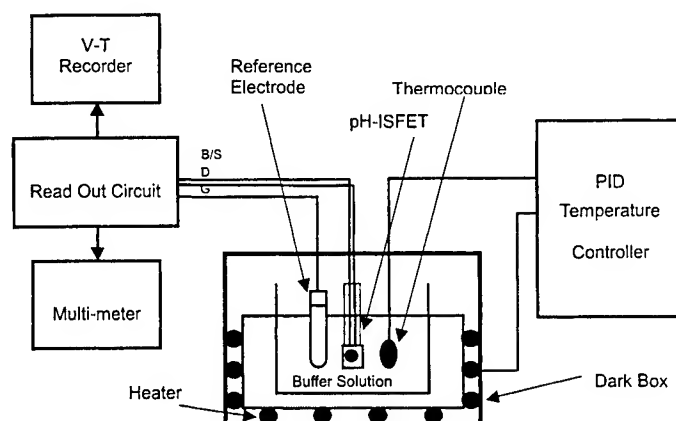 V-T
Recorder
Reference
Electrode
Thermocouple
pH-ISFET
B/S
D
G
Read Out Circuit
PID
Temperature
Controller
Multi-meter
Buffer Solution
Heater
Dark Box